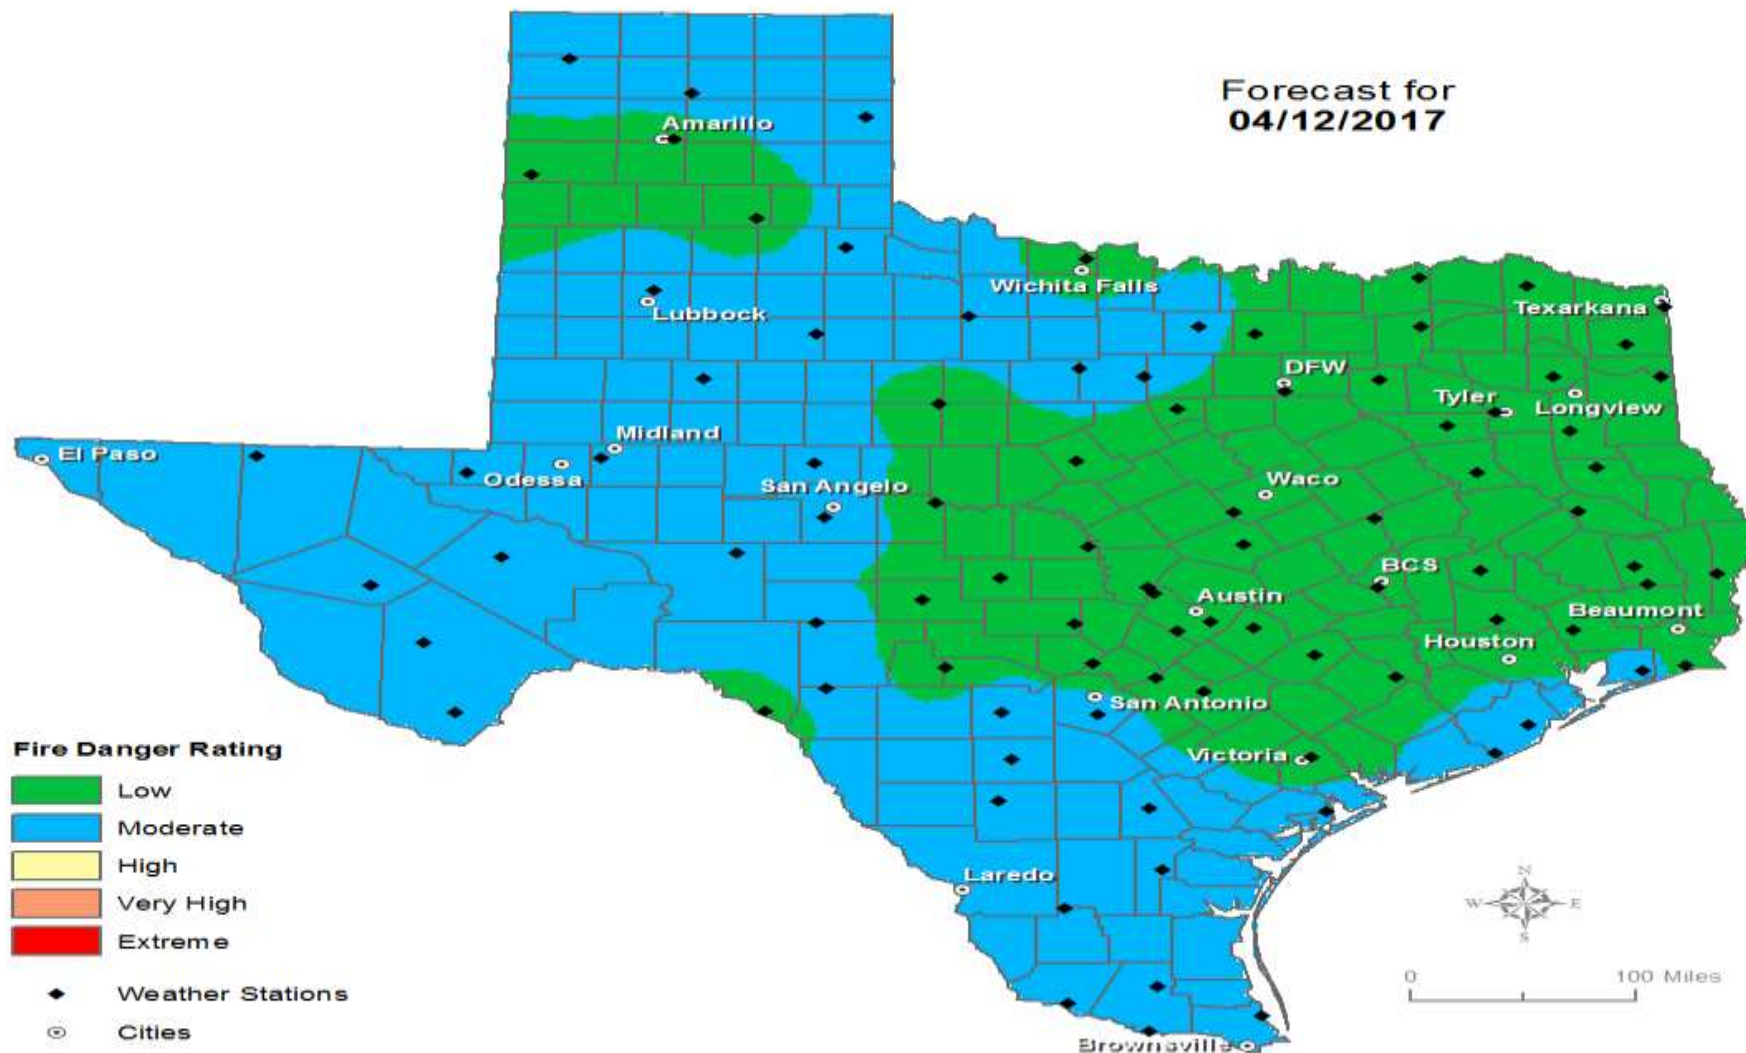 Forecast for
04/12/2017
Amarillo
Wichita Falls
Lubbock
Texarkana
DFW
Tyler
Longview
Midland
El Paso
Odessa
San Angelo
Waco
BCS
Austin
Beaumont
Houston
San Antonio
Victoria
Laredo
Brownsville
Fire Danger Rating
Low
Moderate
High
Very High
Extreme
Weather Stations
Cities
N
W E
S
0 100 Miles